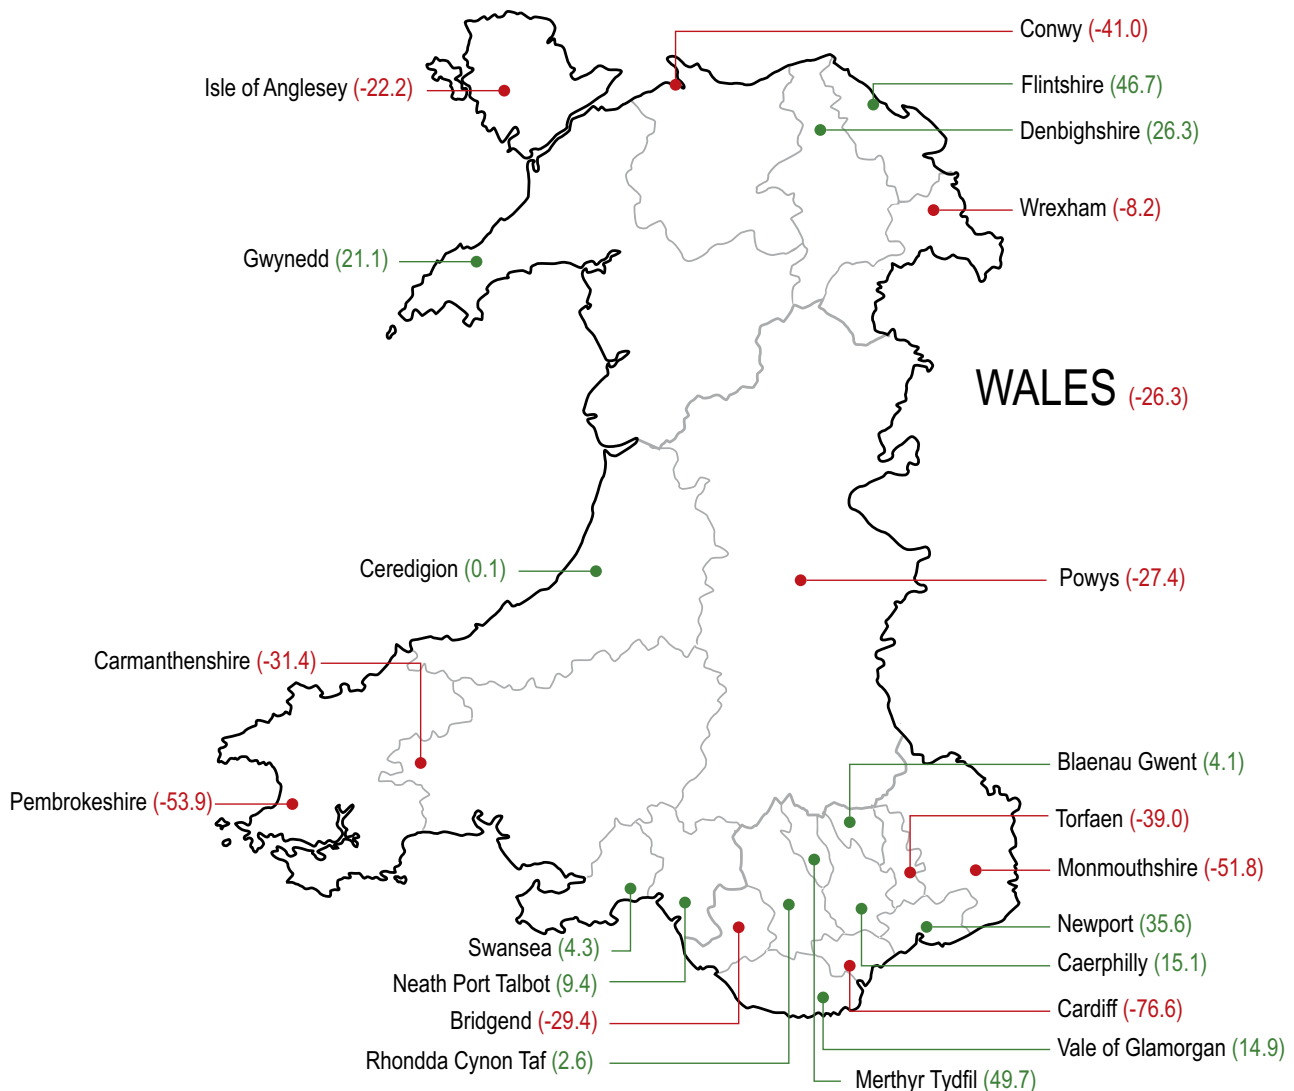 Conwy (-41.0)
Isle of Anglesey (-22.2)
Flintshire (46.7)
Denbighshire (26.3)
Wrexham (-8.2)
Gwynedd (21.1)
WALES (-26.3)
Ceredigion (0.1)
Powys (-27.4)
Carmanthenshire (-31.4)
Pembrokeshire (-53.9)
Blaenau Gwent (4.1)
Torfaen (-39.0)
Monmouthshire (-51.8)
Newport (35.6)
Swansea (4.3)
Caerphilly (15.1)
Neath Port Talbot (9.4)
Cardiff (-76.6)
Bridgend (-29.4)
Vale of Glamorgan (14.9)
Rhondda Cynon Taf (2.6)
Merthyr Tydfil (49.7)